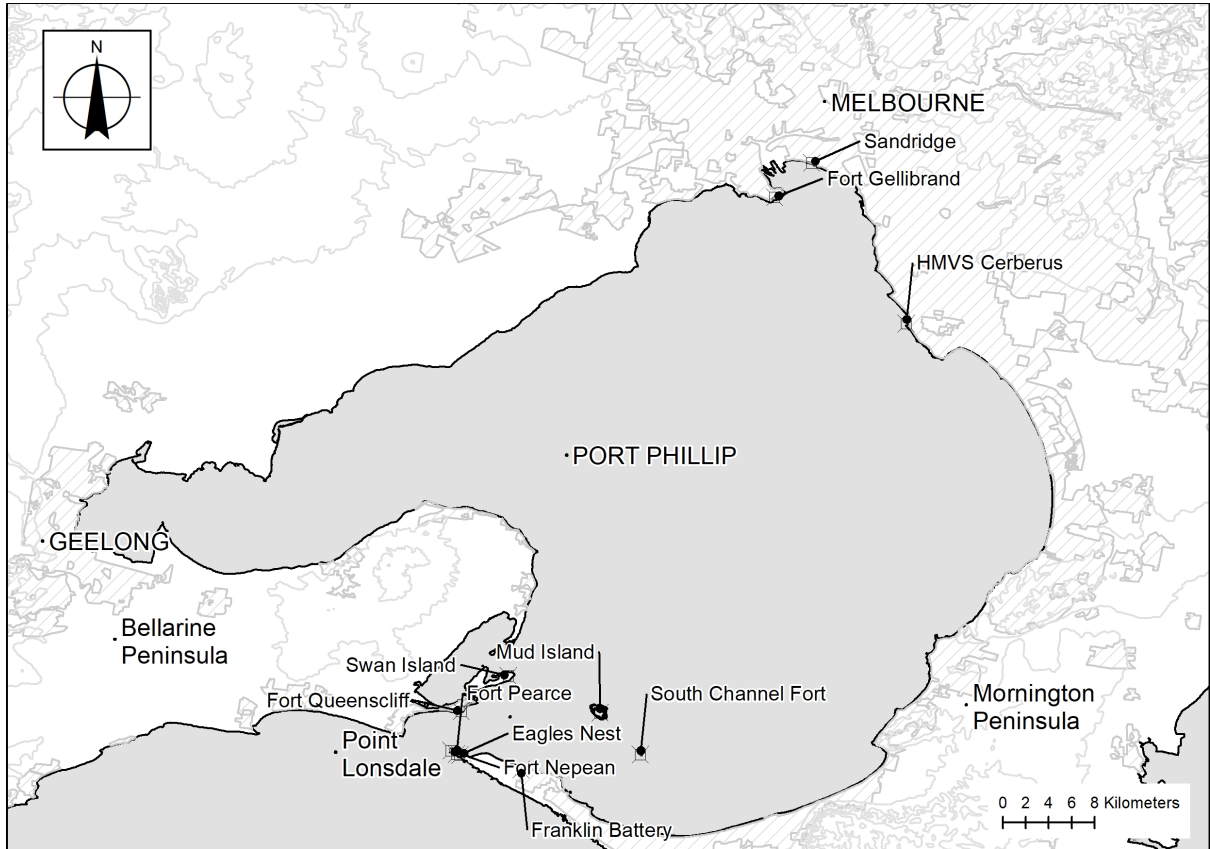 N
MELBOURNE
Sandridge
Fort Gellibrand
HMVS Cerberus
PORT PHILLIP
GEELONG
Bellarine
Peninsula
Mud Island
Swan Island
Fort Pearce
South Channel Fort
Fort Queenscliff
Mornington
Peninsula
Eagles Nest
Point
Lonsdale
Fort Nepean
Franklin Battery
0 2 4 6 8 Kilometers